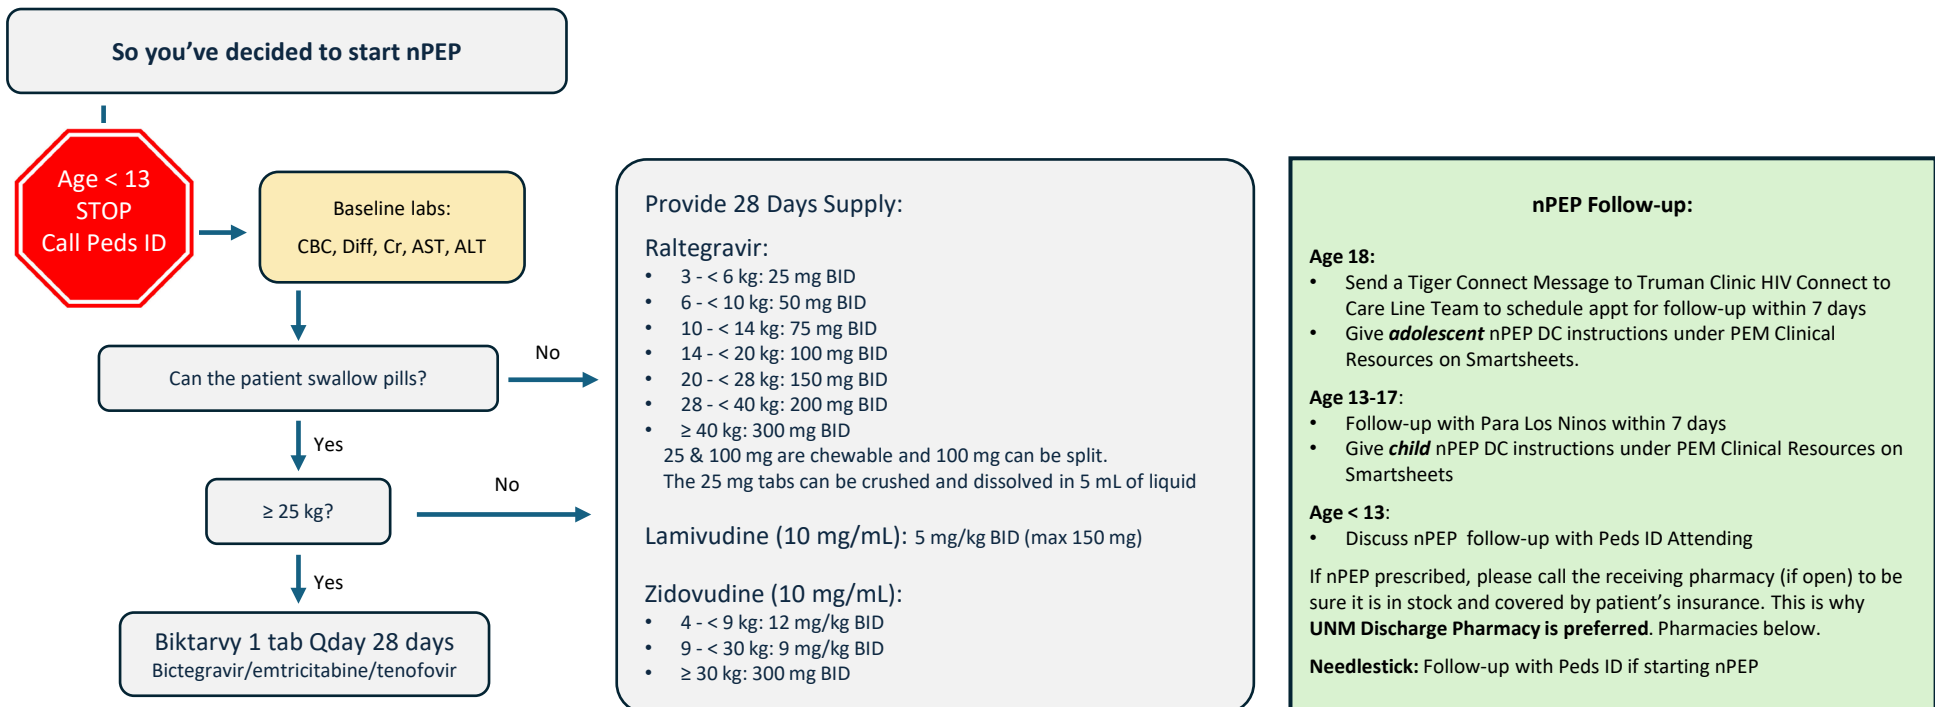 So you've decided to start nPEP
Age < 13
STOP
Call Peds ID
Baseline labs:
CBC, Diff, Cr, AST, ALT
Can the patient swallow pills?
No
Yes
≥ 25 kg?
No
Yes
Biktarvy 1 tab Qday 28 days
Bictegravir/emtricitabine/tenofovir
Provide 28 Days Supply:
Raltegravir:
• 3 - < 6 kg: 25 mg BID
• 6 - < 10 kg: 50 mg BID
• 10 - < 14 kg: 75 mg BID
• 14 - < 20 kg: 100 mg BID
• 20 - < 28 kg: 150 mg BID
• 28 - < 40 kg: 200 mg BID
• ≥ 40 kg: 300 mg BID
25 & 100 mg are chewable and 100 mg can be split.
The 25 mg tabs can be crushed and dissolved in 5 mL of liquid
Lamivudine (10 mg/mL): 5 mg/kg BID (max 150 mg)
Zidovudine (10 mg/mL):
• 4 - < 9 kg: 12 mg/kg BID
• 9 - < 30 kg: 9 mg/kg BID
• ≥ 30 kg: 300 mg BID
nPEP Follow-up:
Age 18:
• Send a Tiger Connect Message to Truman Clinic HIV Connect to
Care Line Team to schedule appt for follow-up within 7 days
• Give adolescent nPEP DC instructions under PEM Clinical
Resources on Smartsheets.
Age 13-17:
• Follow-up with Para Los Ninos within 7 days
• Give child nPEP DC instructions under PEM Clinical Resources on
Smartsheets
Age < 13:
• Discuss nPEP follow-up with Peds ID Attending
If nPEP prescribed, please call the receiving pharmacy (if open) to be
sure it is in stock and covered by patient's insurance. This is why
UNM Discharge Pharmacy is preferred. Pharmacies below.
Needlestick: Follow-up with Peds ID if starting nPEP